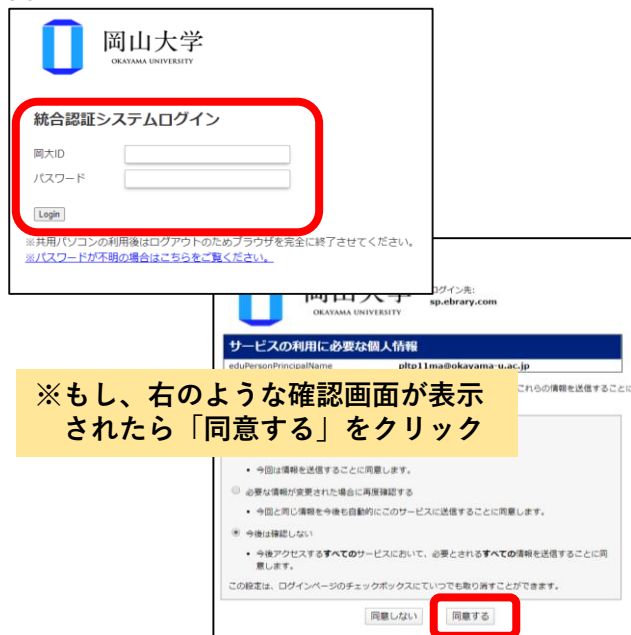 岡山大学
OKAYAMA UNIVERSITY
統合認証システムログイン
岡大ID
パスワード
Login
※共用パソコンの利用後はログアウトのためブラウザを完全に終了させてください。
※パスワードが不明の場合はこちらをご覧ください。
岡山大学
OKAYAMA UNIVERSITY
ログイン先:
sp.ebrary.com
サービスの利用に必要な個人情報
eduPersonPrincipalName pltp11ma@okayama-u.ac.jp
これらの情報を送信することに
※もし、右のような確認画面が表示
されたら「同意する」をクリック
• 今回は情報を送信することに同意します。
必要な情報が変更された場合に再度確認する
• 今回と同じ情報を今後も自動的にこのサービスに送信することに同意します。
今後は確認しない
• 今後アクセスするすべてのサービスにおいて、必要とされるすべての情報を送信することに同
意します。
この設定は、ログインページのチェックボックスにいつでも取り消すことができます。
同意しない 同意する